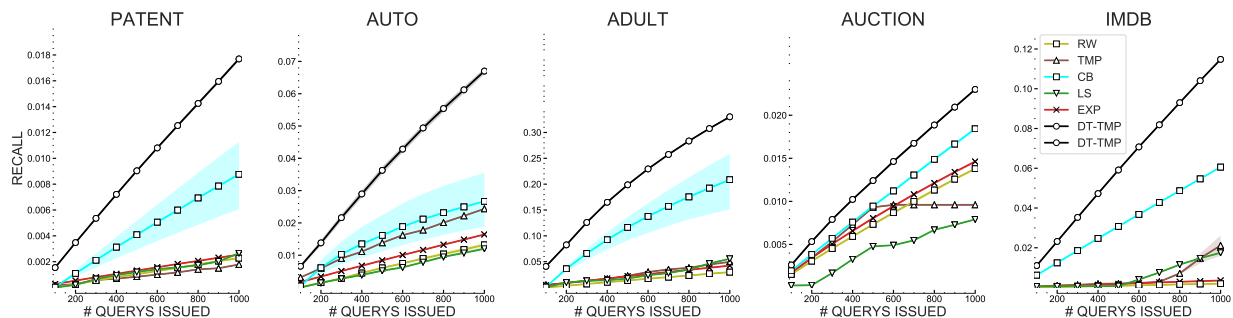 PATENT
AUTO
ADULT
AUCTION
IMDB
RECALL
0.018
0.016
0.014
0.012
0.010
0.008
0.006
0.004
0.002
200 400 600 800 1000
# QUERYS ISSUED
0.07
0.06
0.05
0.04
0.03
0.02
0.01
200 400 600 800 1000
# QUERYS ISSUED
0.30
0.25
0.20
0.15
0.10
0.05
200 400 600 800 1000
# QUERYS ISSUED
0.020
0.015
0.010
0.005
200 400 600 800 1000
# QUERYS ISSUED
0.12
0.10
0.08
0.06
0.04
0.02
200 400 600 800 1000
# QUERYS ISSUED
RW
TMP
CB
LS
EXP
DT-TMP
DT-TMP